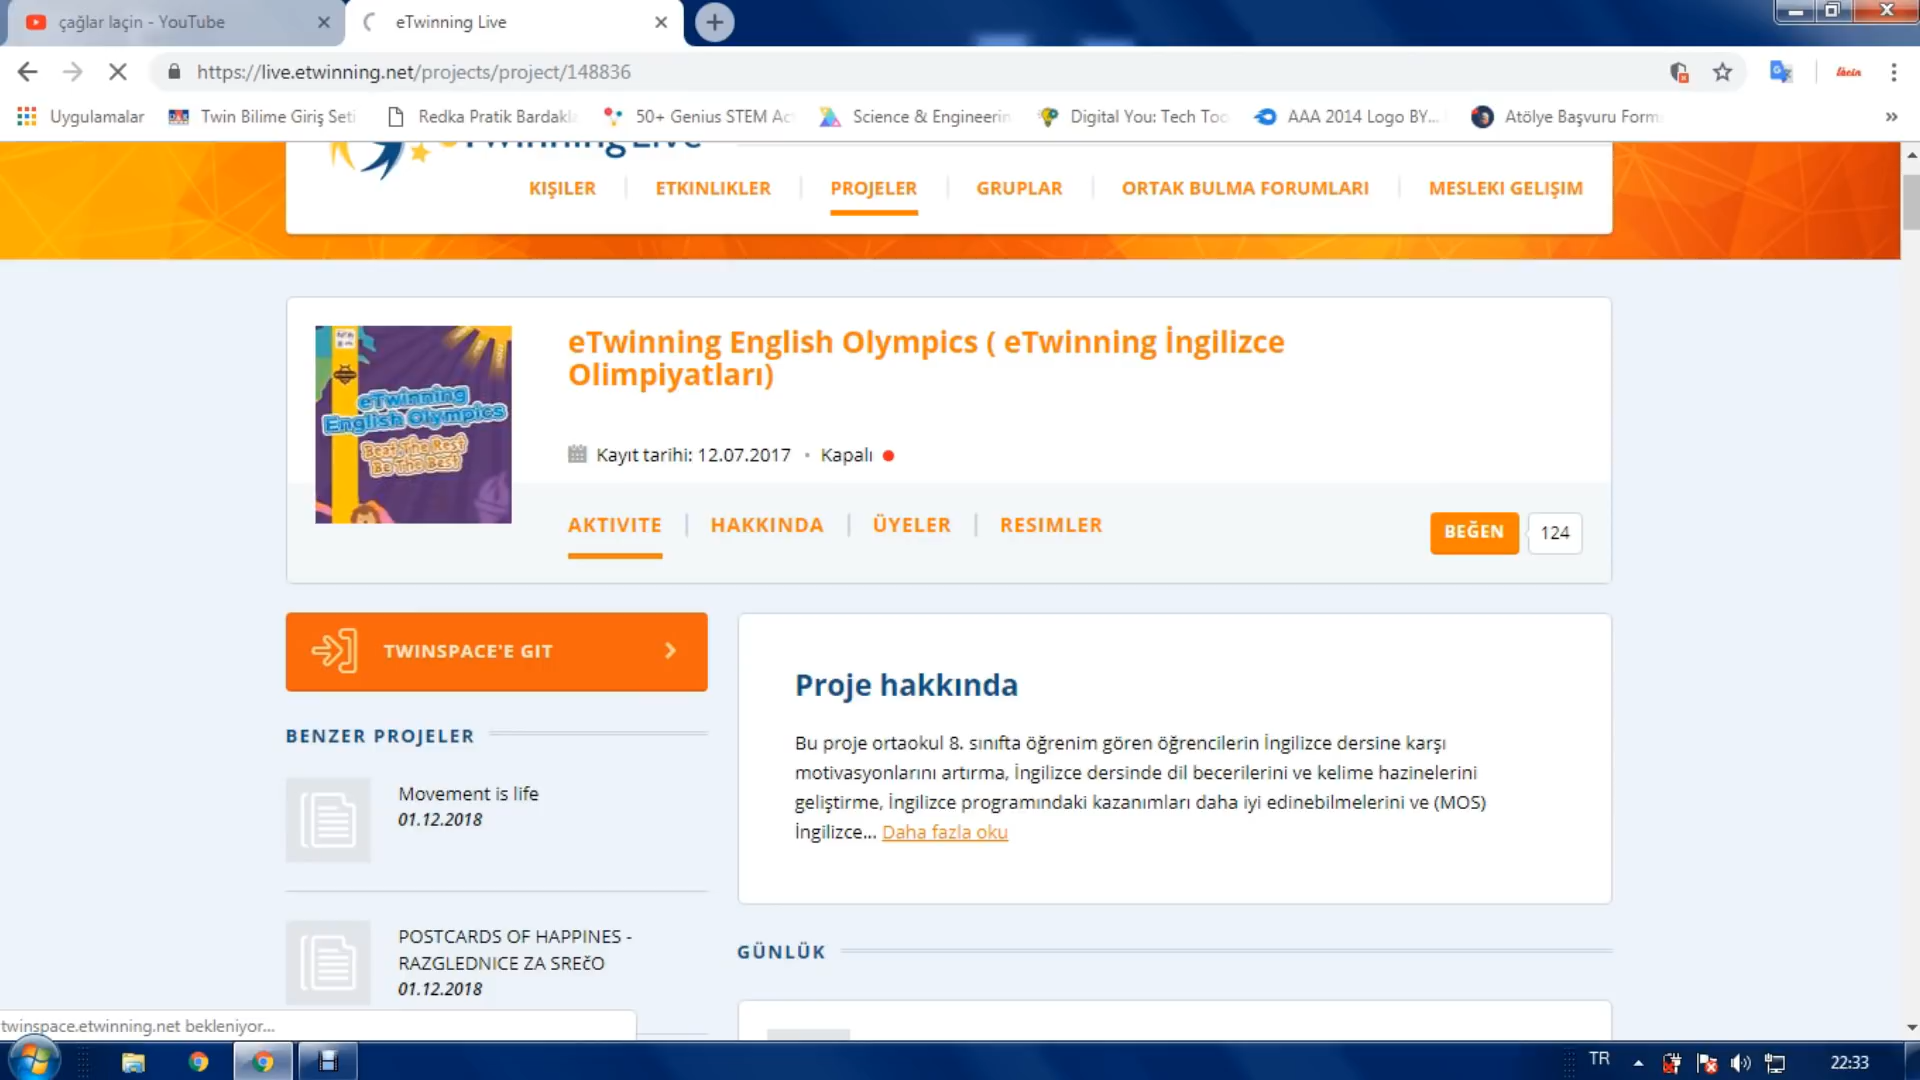 çağlar laçin - YouTube
eTwinning Live
https://live.etwinning.net/projects/project/148836
Uygulamalar
Twin Bilime Giriş Seti
Redka Pratik Bardakla
50+ Genius STEM Ac
Science & Engineerin
Digital You: Tech Too
AAA 2014 Logo BY...
Atölye Başvuru Form
eTwinning Live
KIŞILER
ETKINLIKLER
PROJELER
GRUPLAR
ORTAK BULMA FORUMLARI
MESLEKI GELIŞIM
eTwinning
English Olympics
Beat The Rest
Be The Best
eTwinning English Olympics ( eTwinning İngilizce
Olimpiyatları)
Kayıt tarihi: 12.07.2017 • Kapalı
AKTIVITE
HAKKINDA
ÜYELER
RESIMLER
BEĞEN
124
TWINSPACE'E GIT
BENZER PROJELER
Movement is life
01.12.2018
POSTCARDS OF HAPPINES -
RAZGLEDNICE ZA SREčO
01.12.2018
Proje hakkında
Bu proje ortaokul 8. sınıfta öğrenim gören öğrencilerin İngilizce dersine karşı
motivasyonlarını artırma, İngilizce dersinde dil becerilerini ve kelime hazinelerini
geliştirme, İngilizce programındaki kazanımları daha iyi edinebilmelerini ve (MOS)
İngilizce... Daha fazla oku
GÜNLÜK
twinspace.etwinning.net bekleniyor...
TR
22:33